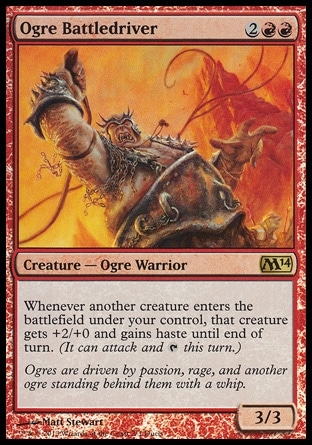 Ogre Battledriver 2
Creature — Ogre Warrior M14
Whenever another creature enters the
battlefield under your control, that creature
gets +2/+0 and gains haste until end of
turn. (It can attack and this turn.)
Ogres are driven by passion, rage, and another
ogre standing behind them with a whip.
Matt Stewart
3/3